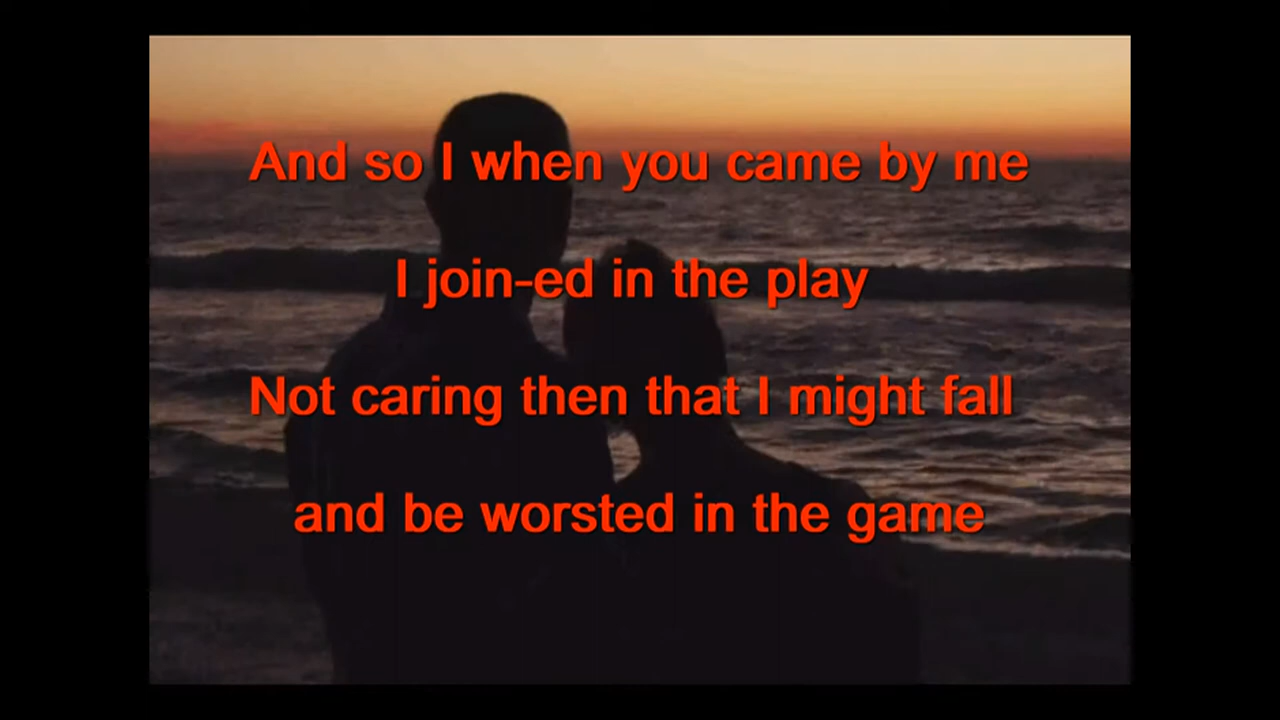 And so I when you came by me
I join-ed in the play
Not caring then that I might fall
and be worsted in the game